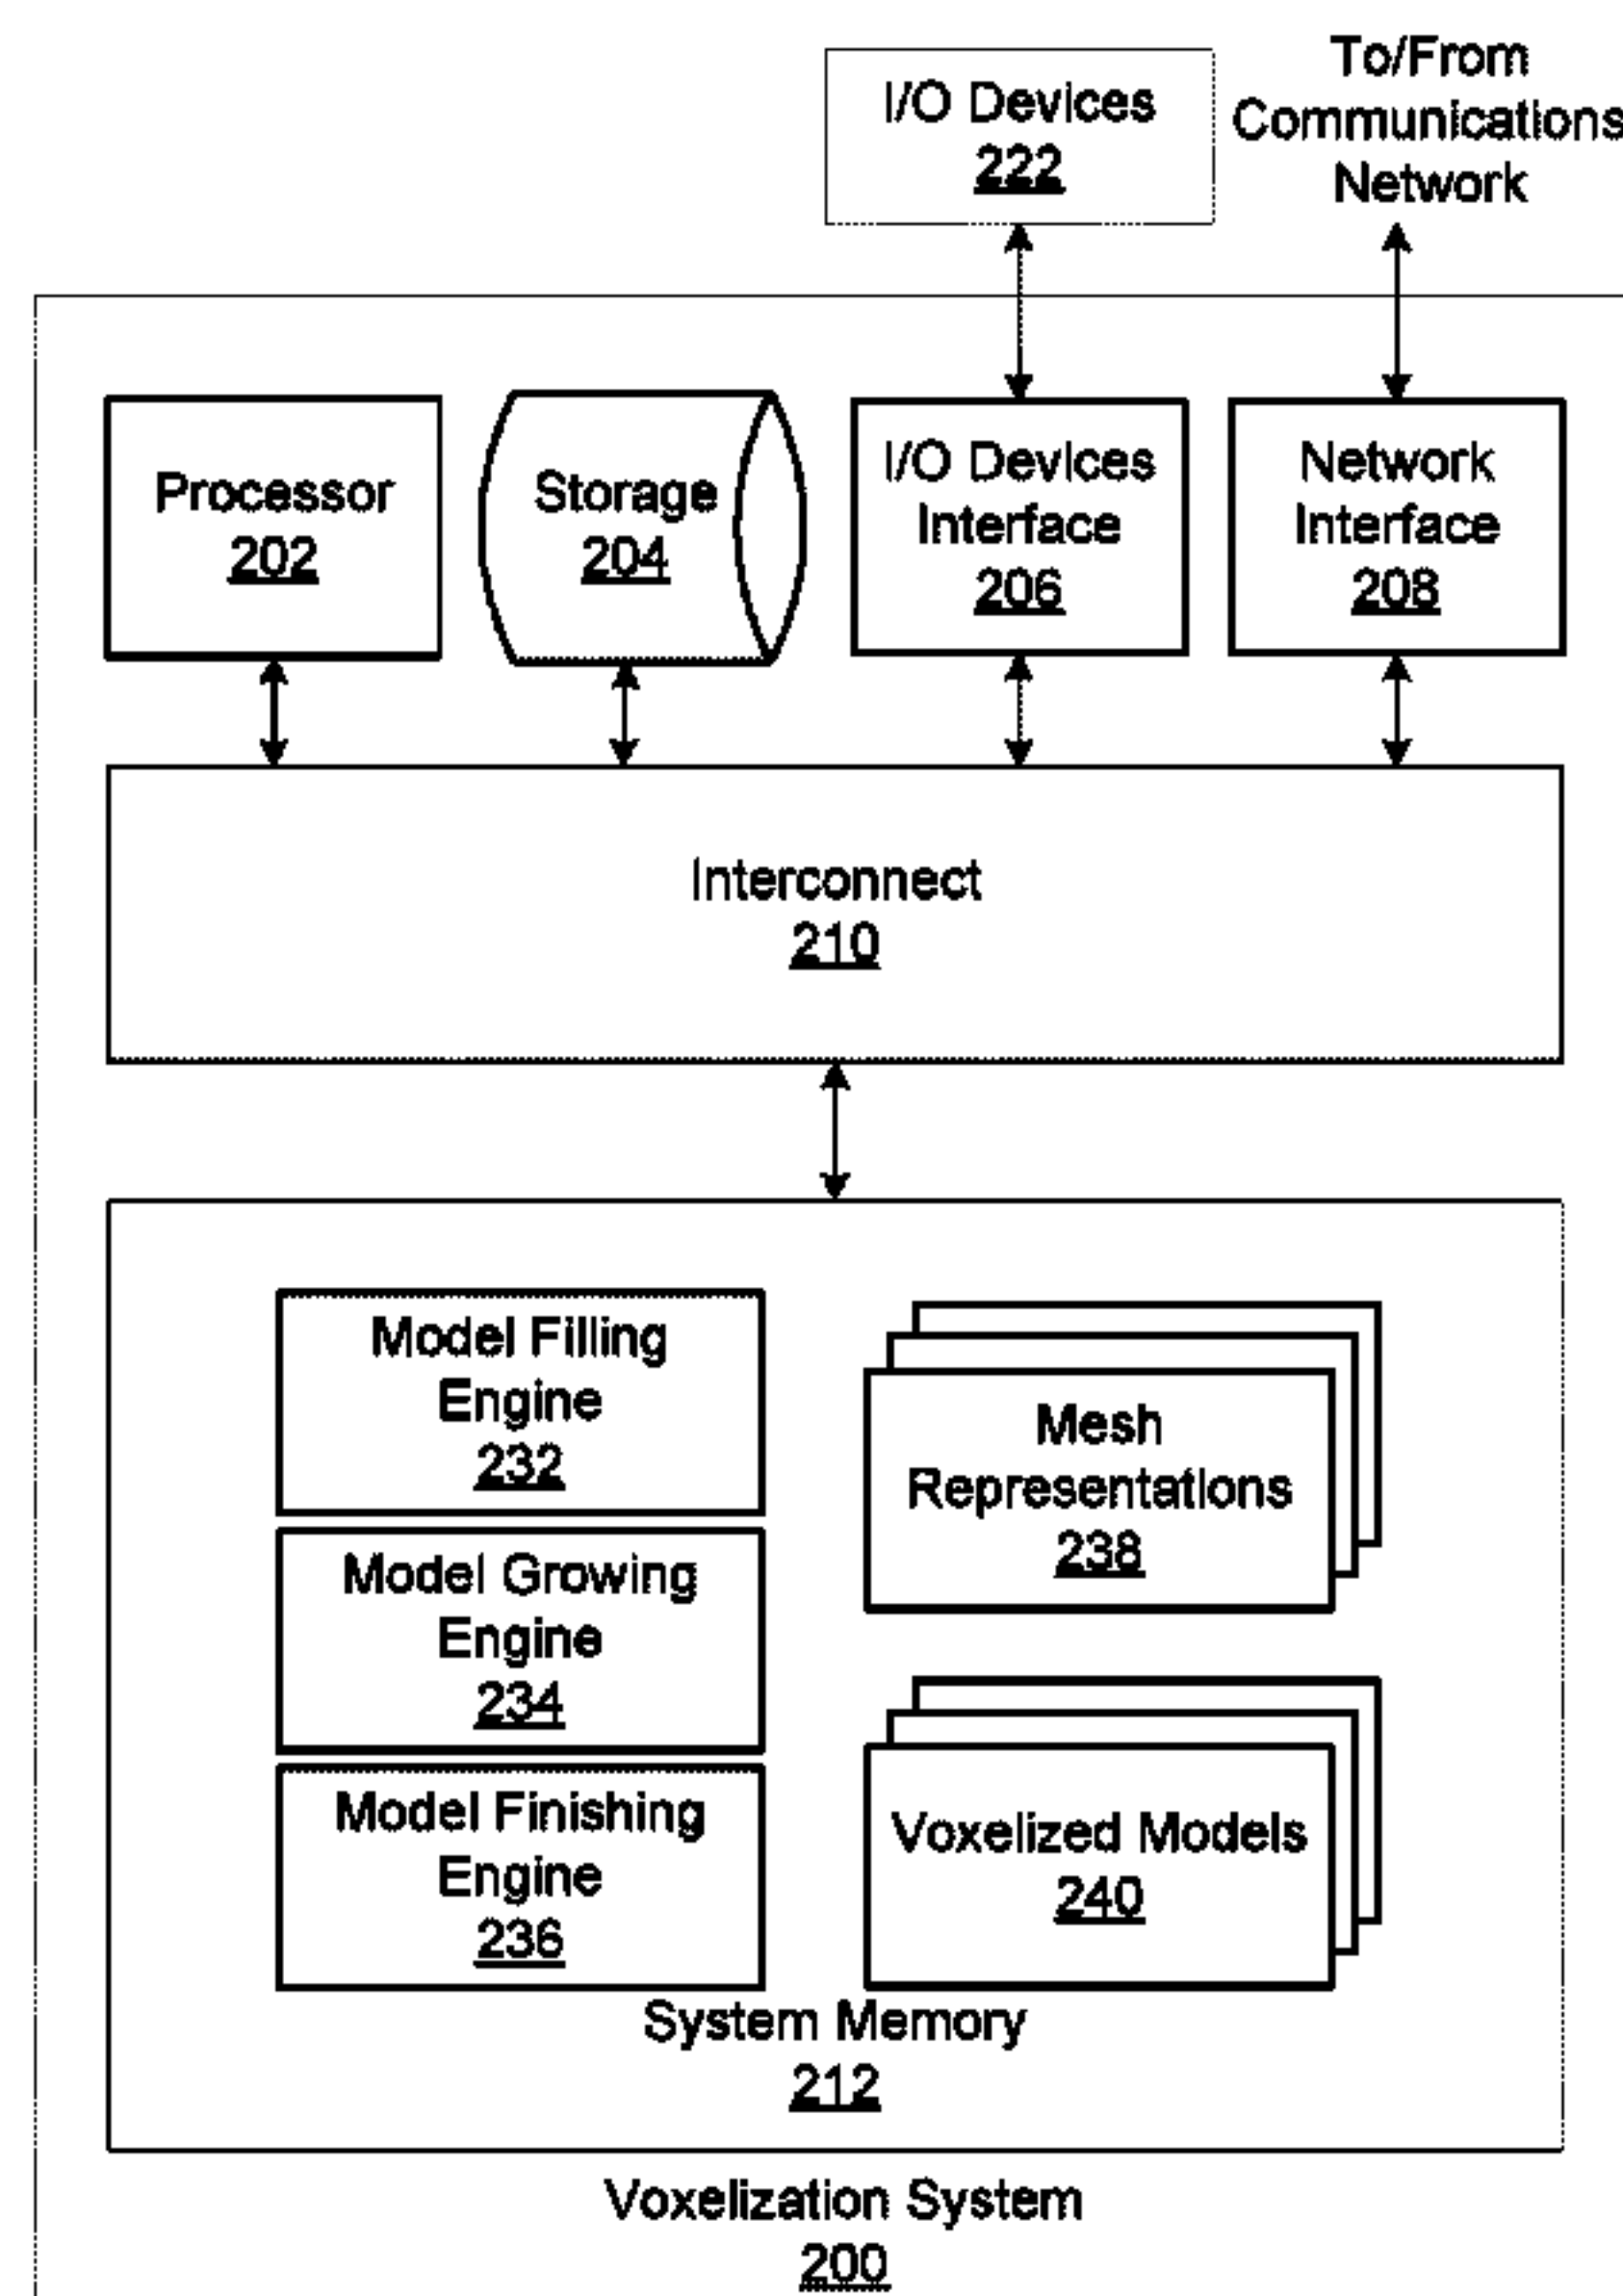 I/O Devices
222
To/From
Communications
Network
Processor
202
Storage
204
I/O Devices
Interface
206
Network
Interface
208
Interconnect
210
Model Filling
Engine
232
Model Growing
Engine
234
Model Finishing
Engine
236
Mesh
Representations
238
Voxelized Models
240
System Memory
212
Voxelization System
200